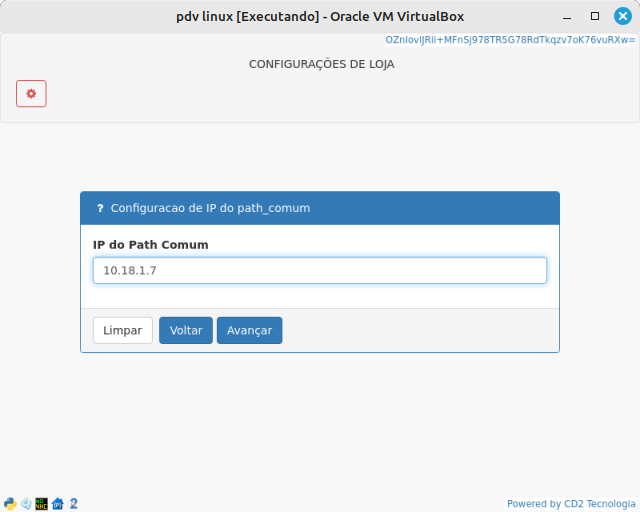 pdv linux [Executando] - Oracle VM VirtualBox
OZnIovIJRii+MFnSj978TR5G78RdTkqzv7oK76vuRXw=
CONFIGURAÇÕES DE LOJA
? Configuracao de IP do path_comum
IP do Path Comum
10.18.1.7
Limpar Voltar Avançar
Powered by CD2 Tecnologia